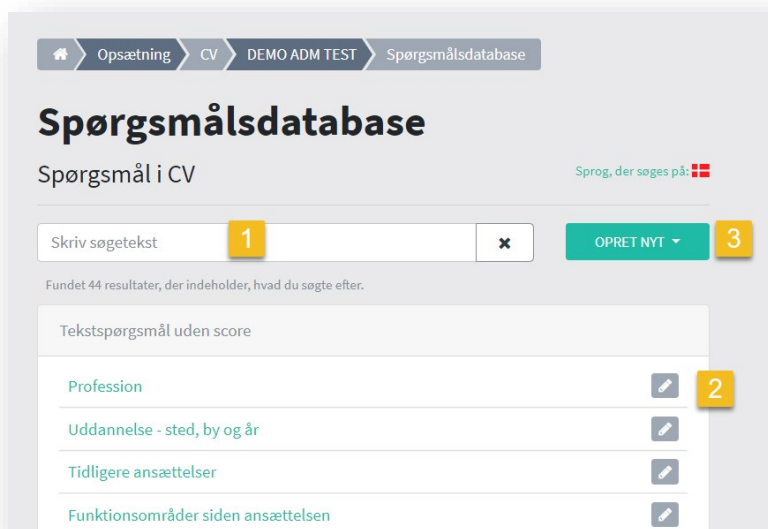 Opsætning CV DEMO ADM TEST Spørgsmålsdatabase
Spørgsmålsdatabase
Spørgsmål i CV
Sprog, der søges på:
Skriv søgetekst 1
OPRET NYT 3
Fundet 44 resultater, der indeholder, hvad du søgte efter.
Tekstspørgsmål uden score
Profession 2
Uddannelse - sted, by og år
Tidligere ansættelser
Funktionsområder siden ansættelsen